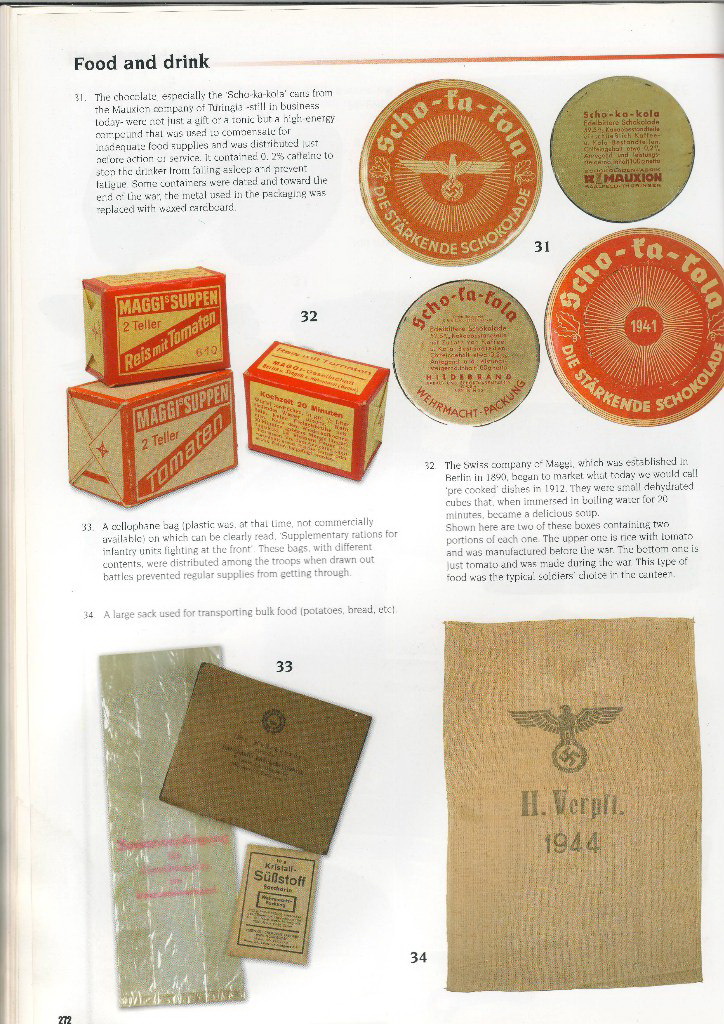 Food and drink
31. The chocolate, especially the 'Scho-ka-kola' cans from
the Mauxion company of Turingia -still in business
today- were not just a gift or a tonic but a high-energy
compound that was used to compensate for
inadequate food supplies and was distributed just
before action or service. It contained 0, 2% caffeine to
stop the drinker from falling asleep and prevent
fatigue. Some containers were dated and toward the
end of the war, the metal used in the packaging was
replaced with waxed cardboard.
Scho-ka-kola
DIE STÄRKENDE SCHOKOLADE
Scho-ka-kola
Edelbittere Schokolade
MAUXION
31
Scho-ka-kola
1941
DIE STÄRKENDE SCHOKOLADE
Scho-ka-kola
Edelbittere Schokolade
HILDEBRAND
WEHRMACHT-PACKUNG
32
MAGGI'S SUPPEN
2 Teller
Reis mit Tomaten
610
MAGGI'S SUPPEN
2 Teller
Tomaten
Reis mit Tomaten
Kochzeit 20 Minuten
32 The Swiss company of Maggi, which was established in
Berlin in 1890, began to market what today we would call
'pre cooked' dishes in 1912. They were small dehydrated
cubes that, when immersed in boiling water for 20
minutes, became a delicious soup.
Shown here are two of these boxes containing two
portions of each one. The upper one is rice with tomato
and was manufactured before the war. The bottom one is
just tomato and was made during the war. This type of
food was the typical soldiers' choice in the canteen.
33. A cellophane bag (plastic was, at that time, not commercially
available) on which can be clearly read, 'Supplementary rations for
infantry units fighting at the front'. These bags, with different
contents, were distributed among the troops when drawn out
battles prevented regular supplies from getting through.
34 A large sack used for transporting bulk food (potatoes, bread, etc)
33
Kristall-
Süßstoff
Saccharin
H. Verpfl.
1944
34
272